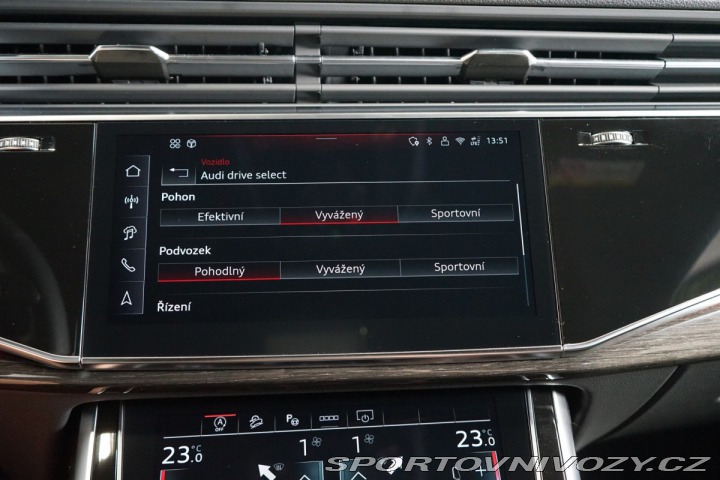 13:51
Vozidlo
Audi drive select
Pohon
Efektivní Vyvážený Sportovní
Podvozek
Pohodlný Vyvážený Sportovní
Řízení
A OFF
23.0 °C 1 1 23.0 °C
SPORTOVNIVOZY.CZ